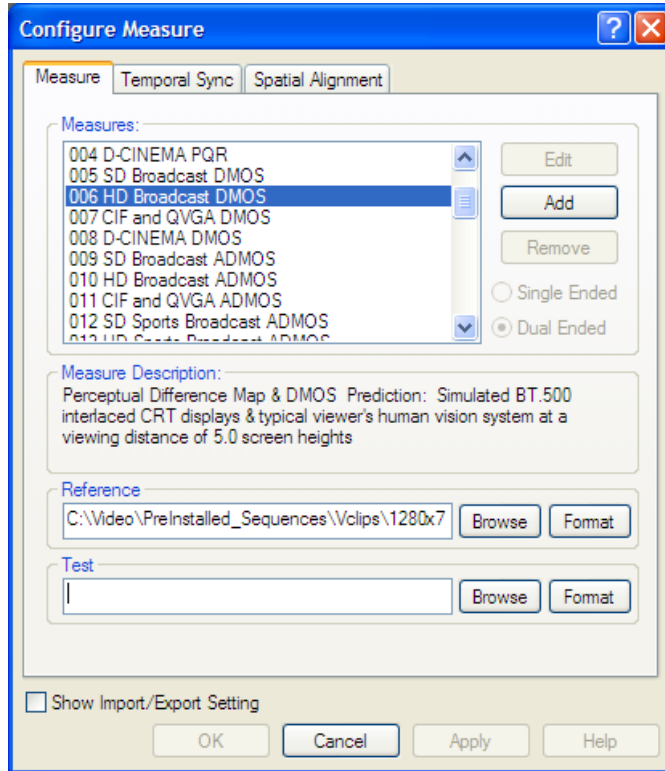 Configure Measure
Measure
Temporal Sync
Spatial Alignment
Measures:
004 D-CINEMA PQR
005 SD Broadcast DMOS
006 HD Broadcast DMOS
007 CIF and QVGA DMOS
008 D-CINEMA DMOS
009 SD Broadcast ADMOS
010 HD Broadcast ADMOS
011 CIF and QVGA ADMOS
012 SD Sports Broadcast ADMOS
013 HD Sports Broadcast ADMOS
Edit
Add
Remove
Single Ended
Dual Ended
Measure Description:
Perceptual Difference Map & DMOS Prediction: Simulated BT.500
interlaced CRT displays & typical viewer's human vision system at a
viewing distance of 5.0 screen heights
Reference
C:\Video\PreInstalled_Sequences\Vclips\1280x7
Browse
Format
Test
Browse
Format
Show Import/Export Setting
OK
Cancel
Apply
Help